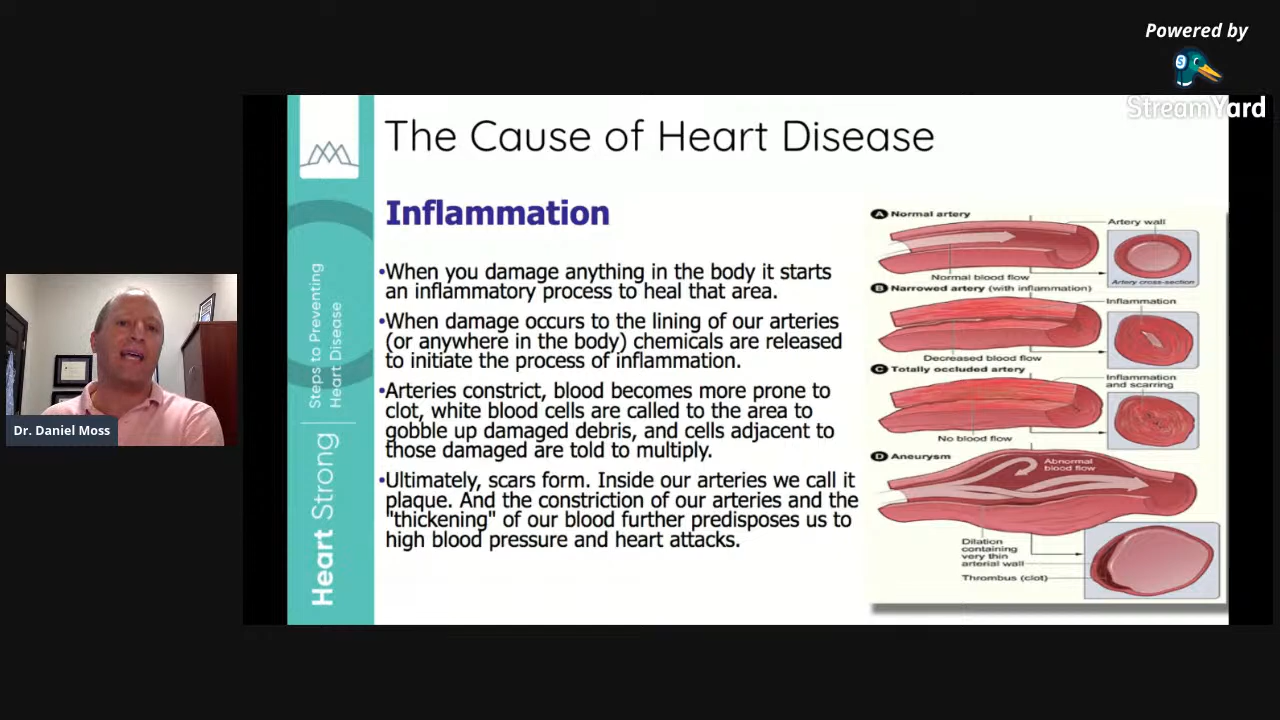 Powered by
StreamYard
The Cause of Heart Disease
Inflammation
•When you damage anything in the body it starts
an inflammatory process to heal that area.
•When damage occurs to the lining of our arteries
(or anywhere in the body) chemicals are released
to initiate the process of inflammation.
•Arteries constrict, blood becomes more prone to
clot, white blood cells are called to the area to
gobble up damaged debris, and cells adjacent to
those damaged are told to multiply.
•Ultimately, scars form. Inside our arteries we call it
plaque. And the constriction of our arteries and the
"thickening" of our blood further predisposes us to
high blood pressure and heart attacks.
Heart Strong
Steps to Preventing
Heart Disease
A Normal artery
Artery wall
Normal blood flow
Artery cross-section
B Narrowed artery (with inflammation)
Inflammation
Decreased blood flow
C Totally occluded artery
Inflammation
and scarring
No blood flow
D Aneurysm
Abnormal
blood flow
Dilation
containing
very thin
arterial wall
Thrombus (clot)
Dr. Daniel Moss